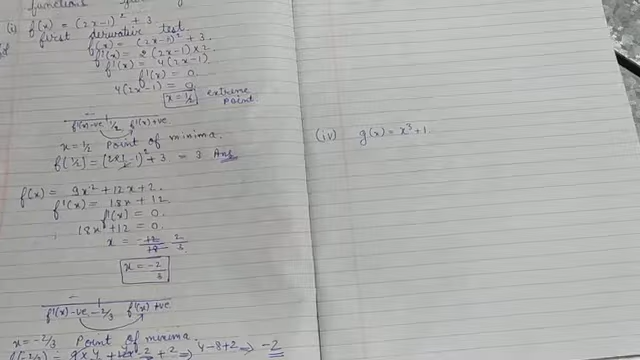 functions
(i) f(x) = (2x-1)² + 3
first derivative test
f(x) = (2x-1)² + 3.
f'(x) = 2(2x-1)×2
f'(x) = 4(2x-1)
f'(x) = 0
4(2x-1) = 0
x = 1/2 extreme point.
f'(x) -ve 1/2 f'(x) +ve
x = 1/2 Point of minima.
f(1/2) = (2×1/2-1)² + 3 = 3 Ans
f(x) = 9x² + 12x + 2.
f'(x) = 18x + 12.
f'(x) = 0
18x + 12 = 0.
x = -12/18 2/3
x = -2/3
f'(x) -ve -2/3 f'(x) +ve
x = -2/3 Point of minima
4-8+2 ⇒ -2
(iv) g(x) = x³ + 1.